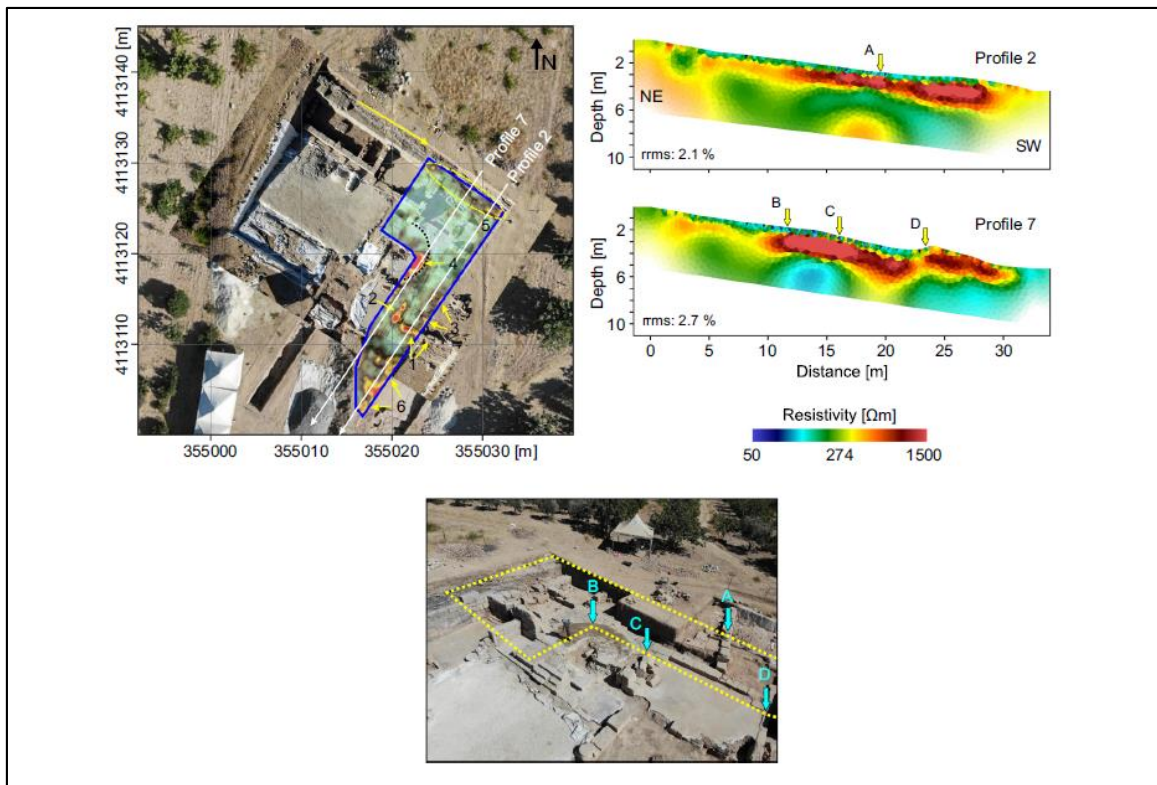 4113140 [m]
4113130
4113120
4113110
N
Profile 7
Profile 2
5
4
2
1
6
355000
355010
355020
355030 [m]
A
Profile 2
2
6
10
Depth [m]
NE
SW
rrms: 2.1 %
B
C
D
Profile 7
2
6
10
Depth [m]
rrms: 2.7 %
0
5
10
15
20
25
30
Distance [m]
Resistivity [Ωm]
50
274
1500
B
A
C
D